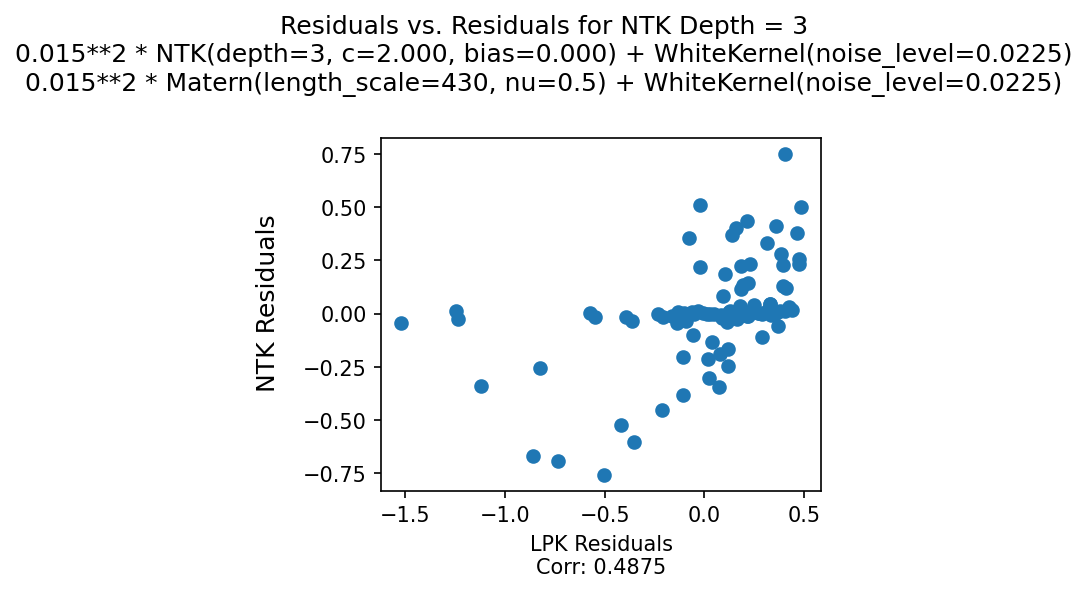 Residuals vs. Residuals for NTK Depth = 3
0.015**2 * NTK(depth=3, c=2.000, bias=0.000) + WhiteKernel(noise_level=0.0225)
0.015**2 * Matern(length_scale=430, nu=0.5) + WhiteKernel(noise_level=0.0225)
NTK Residuals
0.75
0.50
0.25
0.00
−0.25
−0.50
−0.75
−1.5 −1.0 −0.5 0.0 0.5
LPK Residuals
Corr: 0.4875